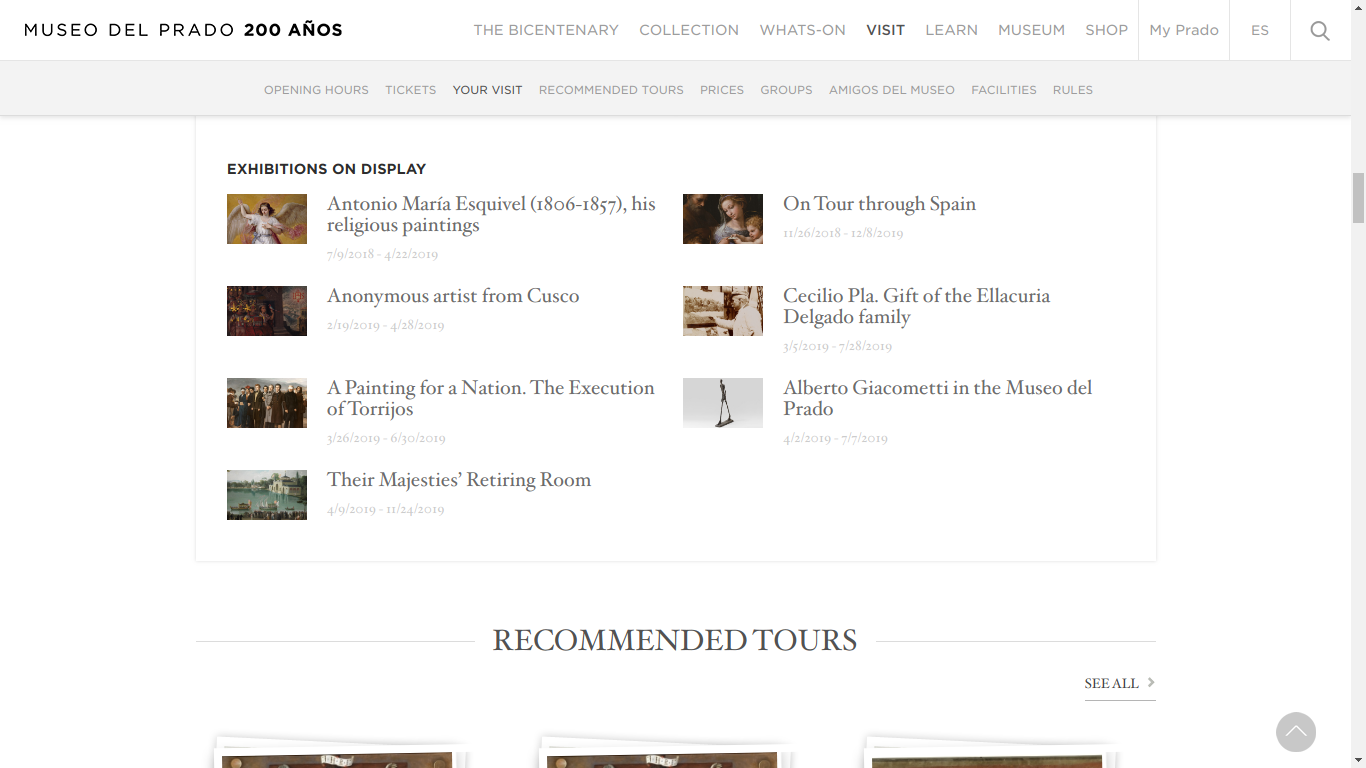 MUSEO DEL PRADO 200 AÑOS
THE BICENTENARY COLLECTION WHATS-ON VISIT LEARN MUSEUM SHOP My Prado ES
OPENING HOURS TICKETS YOUR VISIT RECOMMENDED TOURS PRICES GROUPS AMIGOS DEL MUSEO FACILITIES RULES
EXHIBITIONS ON DISPLAY
Antonio María Esquivel (1806-1857), his
religious paintings
7/9/2018 - 4/22/2019
On Tour through Spain
11/26/2018 - 12/8/2019
Anonymous artist from Cusco
2/19/2019 - 4/28/2019
Cecilio Pla. Gift of the Ellacuria
Delgado family
3/5/2019 - 7/28/2019
A Painting for a Nation. The Execution
of Torrijos
3/26/2019 - 6/30/2019
Alberto Giacometti in the Museo del
Prado
4/2/2019 - 7/7/2019
Their Majesties’ Retiring Room
4/9/2019 - 11/24/2019
RECOMMENDED TOURS
SEE ALL